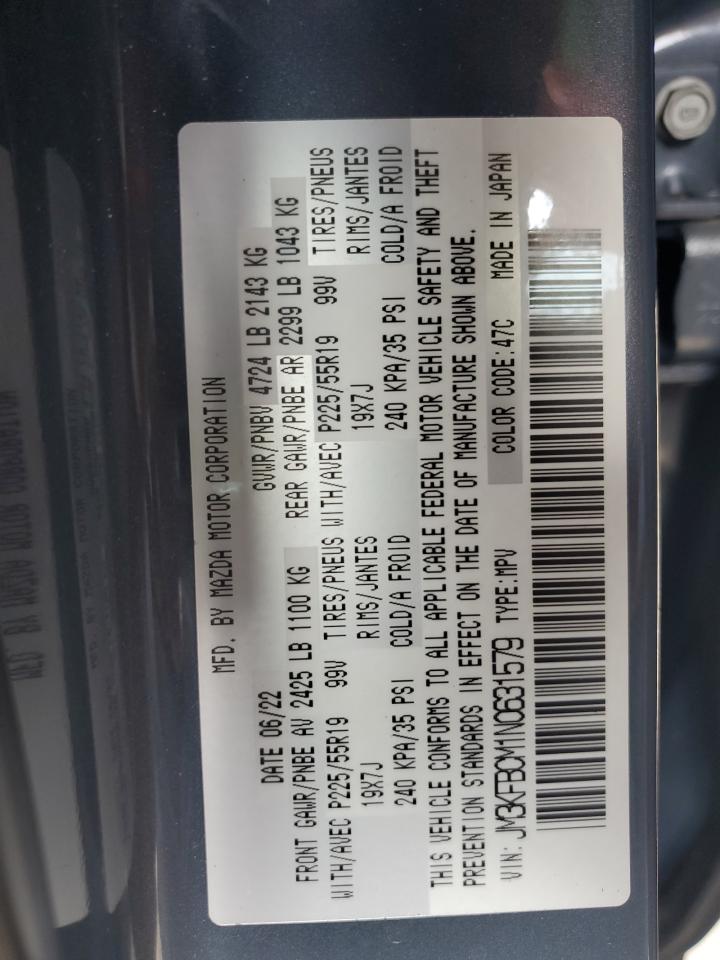 MFD. BY MAZDA MOTOR CORPORATION
DATE 06/22 GVWR/PNBV 4724 LB 2143 KG
FRONT GAWR/PNBE AV 2425 LB 1100 KG REAR GAWR/PNBE AR 2299 LB 1043 KG
WITH/AVEC P225/55R19 99V TIRES/PNEUS WITH/AVEC P225/55R19 99V TIRES/PNEUS
19X7J RIMS/JANTES 19X7J RIMS/JANTES
240 KPA/35 PSI COLD/A FROID 240 KPA/35 PSI COLD/A FROID
THIS VEHICLE CONFORMS TO ALL APPLICABLE FEDERAL MOTOR VEHICLE SAFETY AND THEFT
PREVENTION STANDARDS IN EFFECT ON THE DATE OF MANUFACTURE SHOWN ABOVE.
VIN: JM3KFBCM1N0631579 TYPE:MPV COLOR CODE:47C MADE IN JAPAN